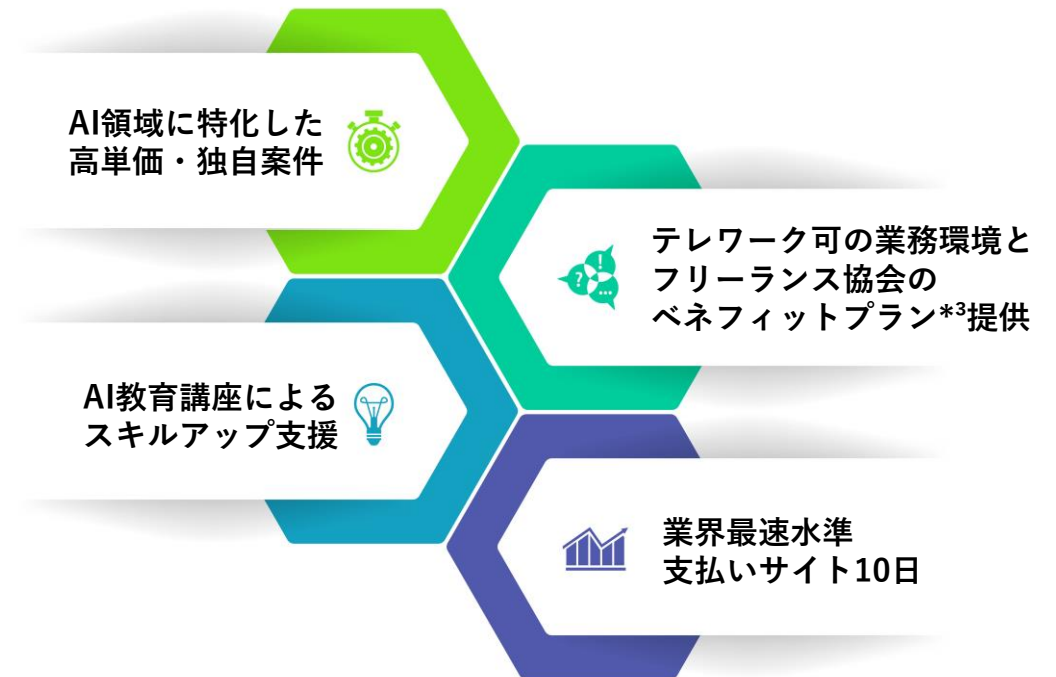 AI領域に特化した
高単価・独自案件
テレワーク可の業務環境と
フリーランス協会の
ベネフィットプラン*3提供
AI教育講座による
スキルアップ支援
業界最速水準
支払いサイト10日